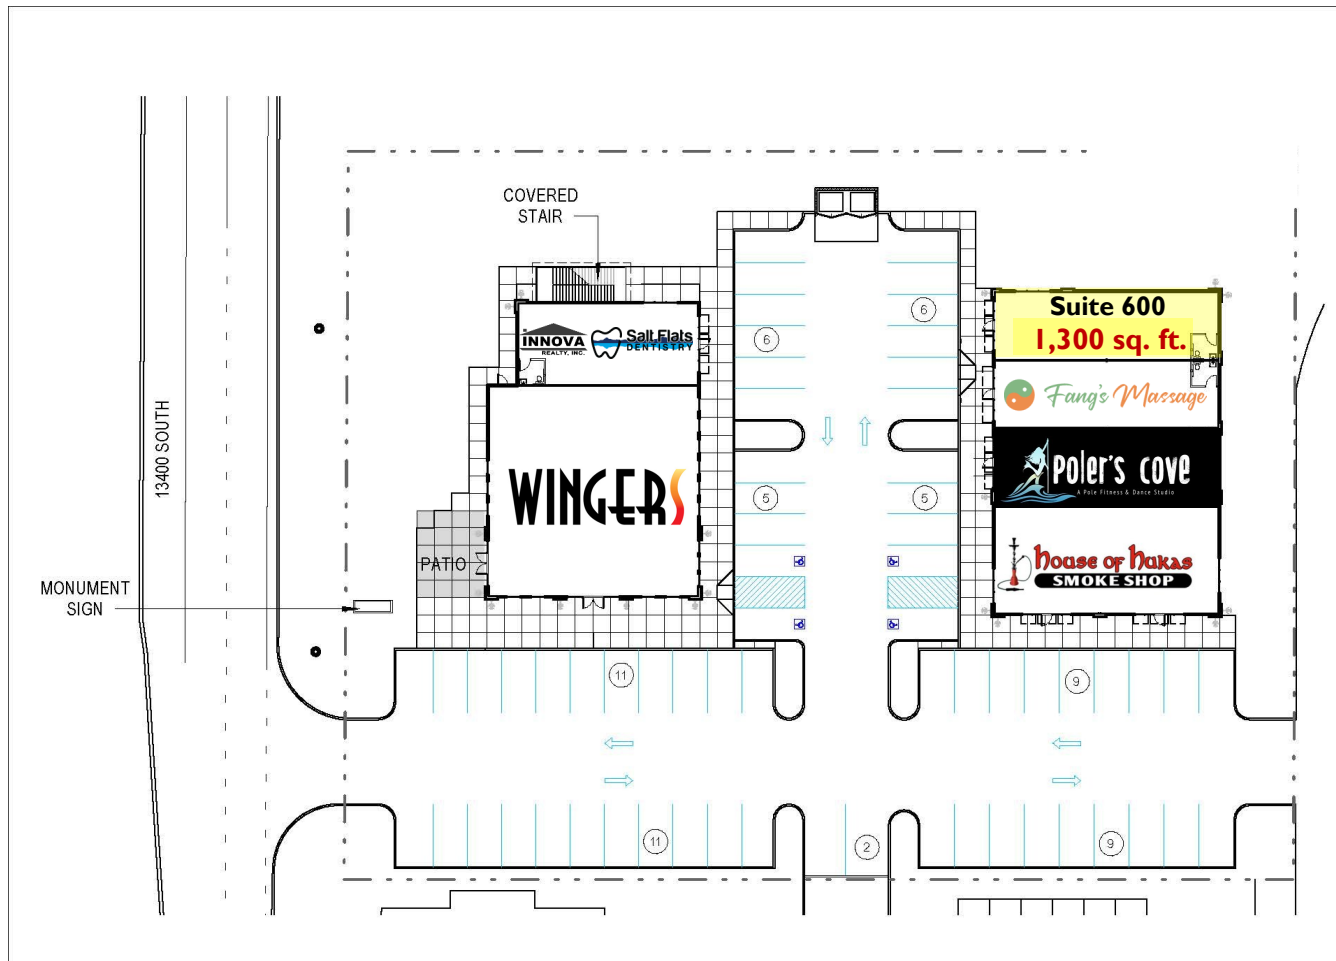 COVERED
STAIR
6
6
Suite 600
1,300 sq. ft.
INNOVA
REALTY, INC.
Salt Flats
DENTISTRY
Fang's Massage
13400 SOUTH
WINGERS
Poler's Cove
A Pole Fitness & Dance Studio
5
5
PATIO
House of Hukas
SMOKE SHOP
MONUMENT
SIGN
11
9
11
2
9